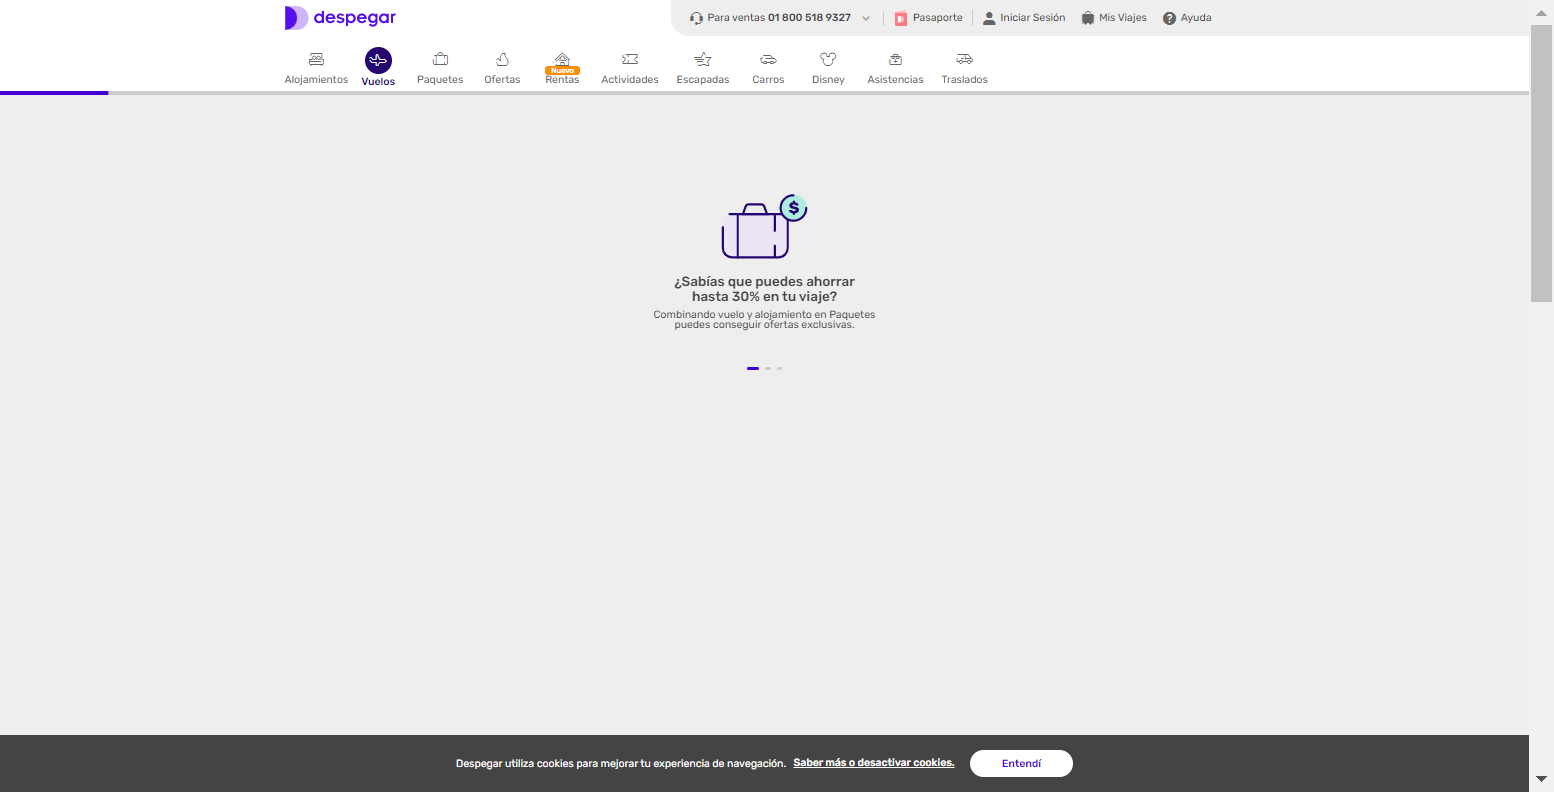 despegar
Para ventas 01 800 518 9327
Pasaporte
Iniciar Sesión
Mis Viajes
Ayuda
Alojamientos
Vuelos
Paquetes
Ofertas
Nuevo
Rentas
Actividades
Escapadas
Carros
Disney
Asistencias
Traslados
$
¿Sabías que puedes ahorrar
hasta 30% en tu viaje?
Combinando vuelo y alojamiento en Paquetes
puedes conseguir ofertas exclusivas.
Despegar utiliza cookies para mejorar tu experiencia de navegación. Saber más o desactivar cookies.
Entendí